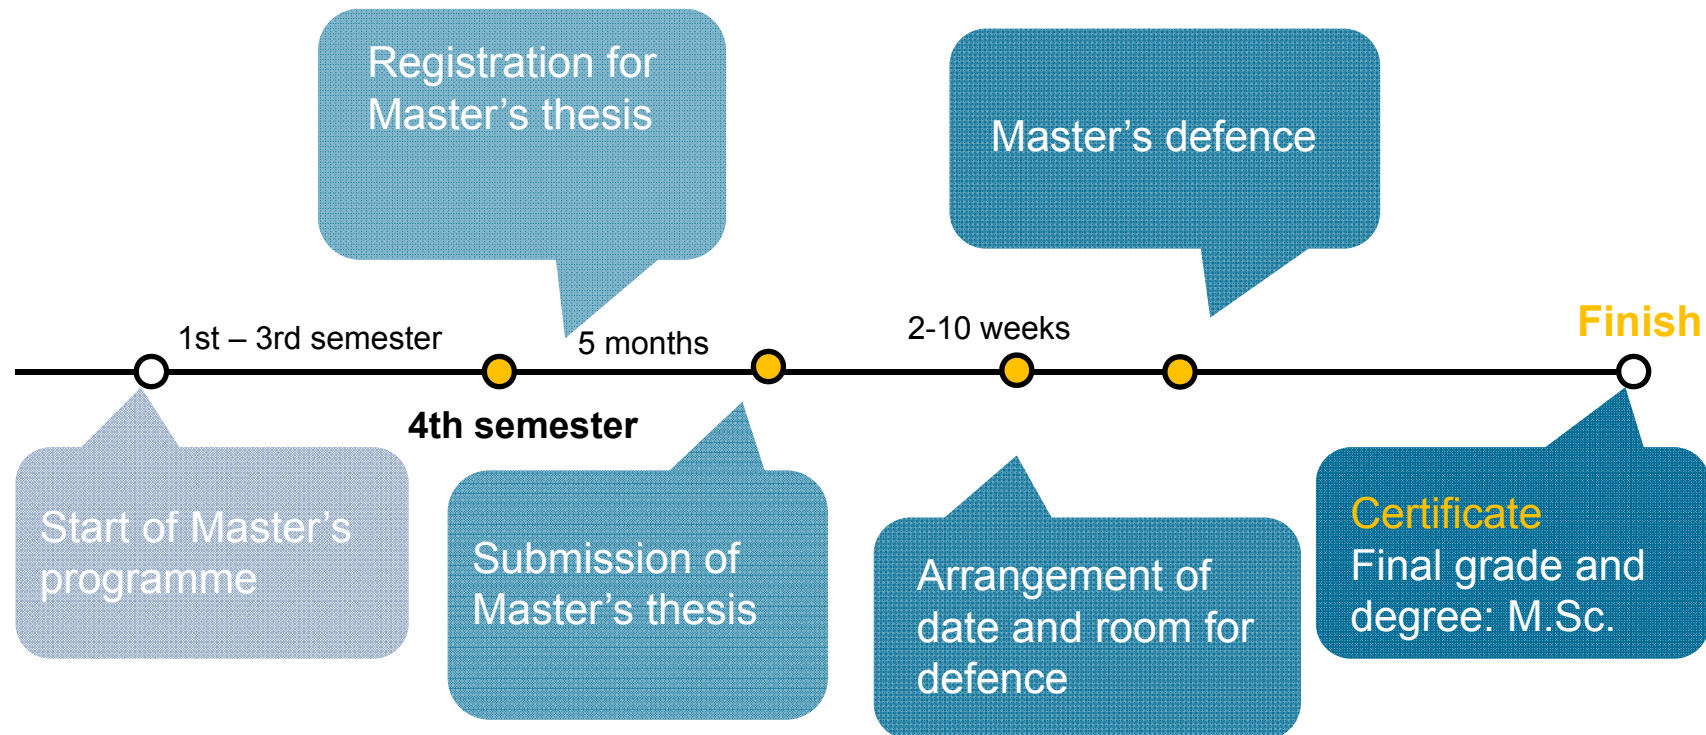 Registration for
Master’s thesis
Master’s defence
1st – 3rd semester
5 months
2-10 weeks
Finish
4th semester
Start of Master’s
programme
Submission of
Master’s thesis
Arrangement of
date and room for
defence
Certificate
Final grade and
degree: M.Sc.